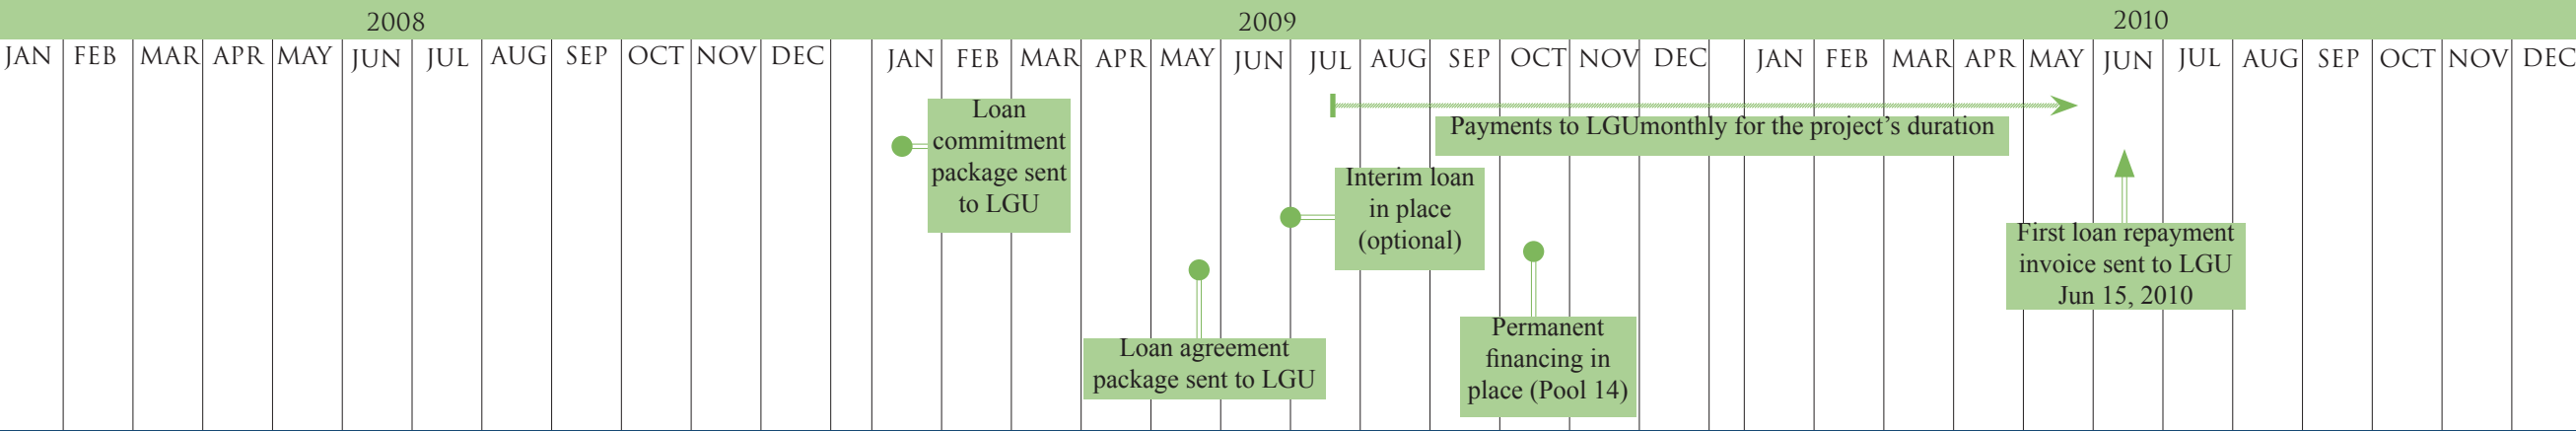 2008 2009 2010
JAN FEB MAR APR MAY JUN JUL AUG SEP OCT NOV DEC JAN FEB MAR APR MAY JUN JUL AUG SEP OCT NOV DEC JAN FEB MAR APR MAY JUN JUL AUG SEP OCT NOV DEC
Loan
commitment
package sent
to LGU
Payments to LGUmonthly for the project's duration
Interim loan
in place
(optional)
First loan repayment
invoice sent to LGU
Jun 15, 2010
Permanent
financing in
place (Pool 14)
Loan agreement
package sent to LGU